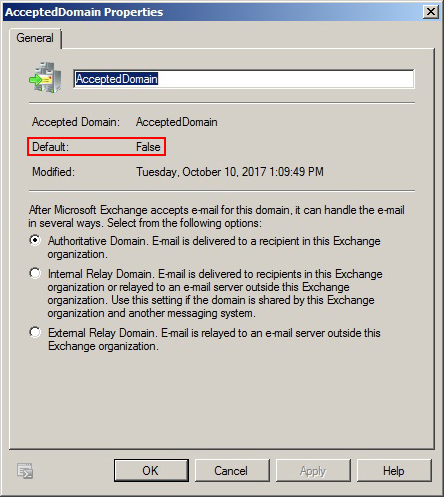 AcceptedDomain Properties
General
AcceptedDomain
Accepted Domain: AcceptedDomain
Default: False
Modified: Tuesday, October 10, 2017 1:09:49 PM
After Microsoft Exchange accepts e-mail for this domain, it can handle the e-mail
in several ways. Select from the following options:
Authoritative Domain. E-mail is delivered to a recipient in this Exchange
organization.
Internal Relay Domain. E-mail is delivered to recipients in this Exchange
organization or relayed to an e-mail server outside this Exchange
organization. Use this setting if the domain is shared by this Exchange
organization and another messaging system.
External Relay Domain. E-mail is relayed to an e-mail server outside this
Exchange organization.
OK Cancel Apply Help